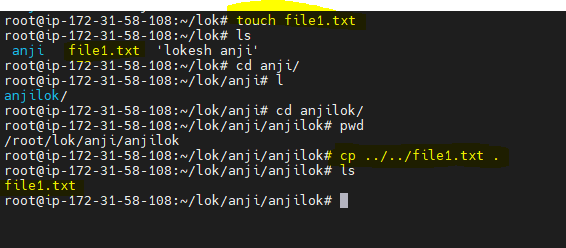 root@ip-172-31-58-108:~/lok# touch file1.txt
root@ip-172-31-58-108:~/lok# ls
anji   file1.txt  'lokesh anji'
root@ip-172-31-58-108:~/lok# cd anji/
root@ip-172-31-58-108:~/lok/anji# l
anjilok/
root@ip-172-31-58-108:~/lok/anji# cd anjilok/
root@ip-172-31-58-108:~/lok/anji/anjilok# pwd
/root/lok/anji/anjilok
root@ip-172-31-58-108:~/lok/anji/anjilok# cp ../../file1.txt .
root@ip-172-31-58-108:~/lok/anji/anjilok# ls
file1.txt
root@ip-172-31-58-108:~/lok/anji/anjilok#